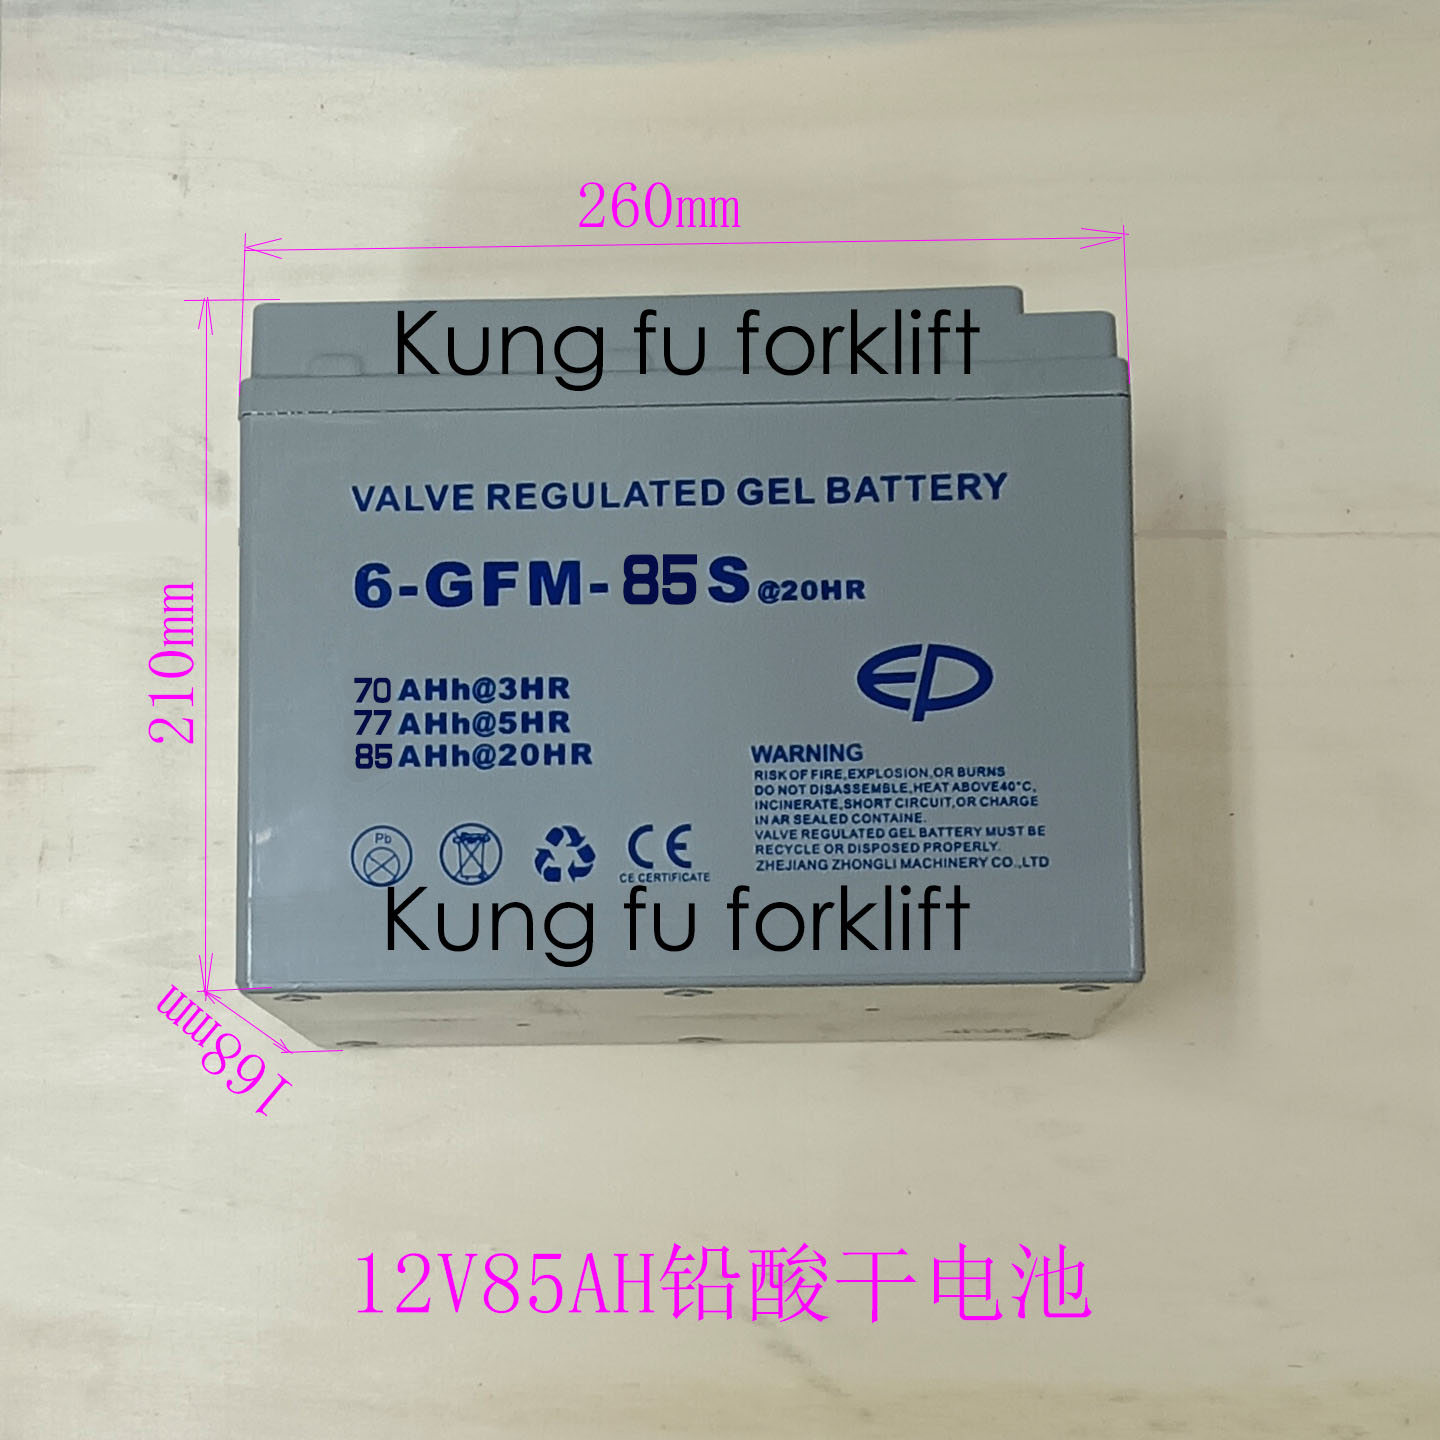 260mm
Kung fu forklift
VALVE REGULATED GEL BATTERY
6-GFM-85S@20HR
210mm
70AHh@3HR
77AHh@5HR
85AHh@20HR
EP
WARNING
RISK OF FIRE,EXPLOSION,OR BURNS
DO NOT DISASSEMBLE,HEAT ABOVE40°C,
INCINERATE,SHORT CIRCUIT,OR CHARGE
IN AR SEALED CONTAINE.
VALVE REGULATED GEL BATTERY MUST BE
RECYCLE OR DISPOSED PROPERLY.
ZHEJIANG ZHONGLI MACHINERY CO.,LTD
Pb
CE
CE CERTIFICATE
Kung fu forklift
168mm
12V85AH铅酸干电池